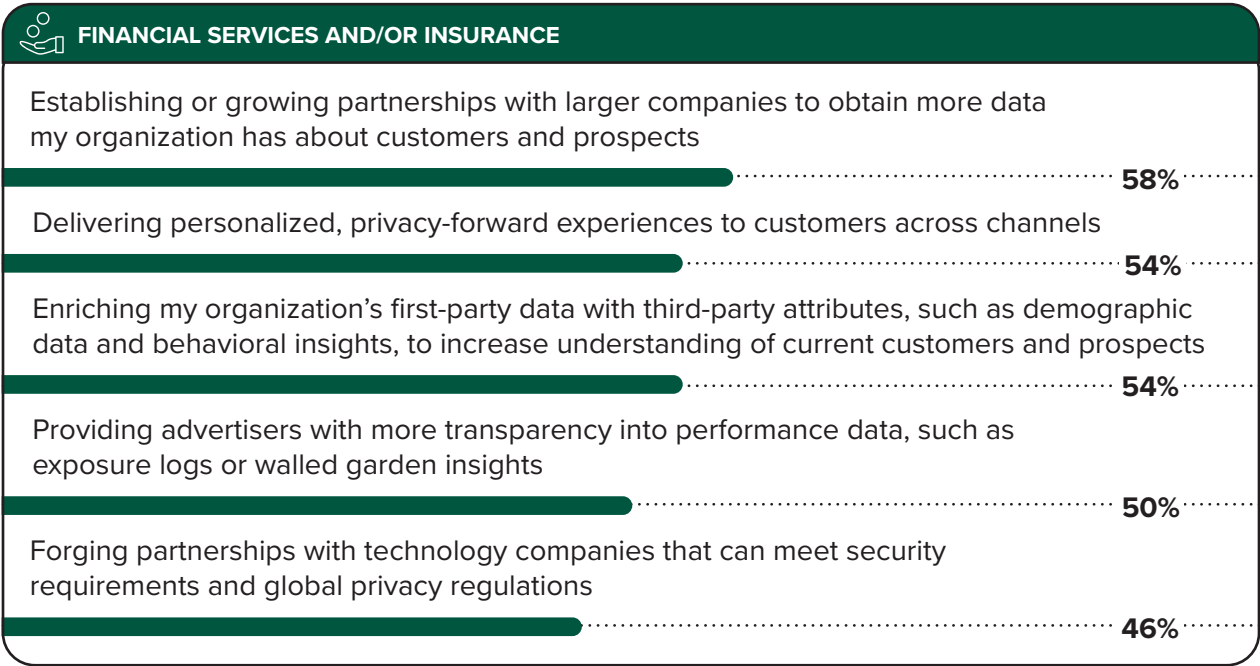 FINANCIAL SERVICES AND/OR INSURANCE
Establishing or growing partnerships with larger companies to obtain more data
my organization has about customers and prospects
58%
Delivering personalized, privacy-forward experiences to customers across channels
54%
Enriching my organization’s first-party data with third-party attributes, such as demographic
data and behavioral insights, to increase understanding of current customers and prospects
54%
Providing advertisers with more transparency into performance data, such as
exposure logs or walled garden insights
50%
Forging partnerships with technology companies that can meet security
requirements and global privacy regulations
46%